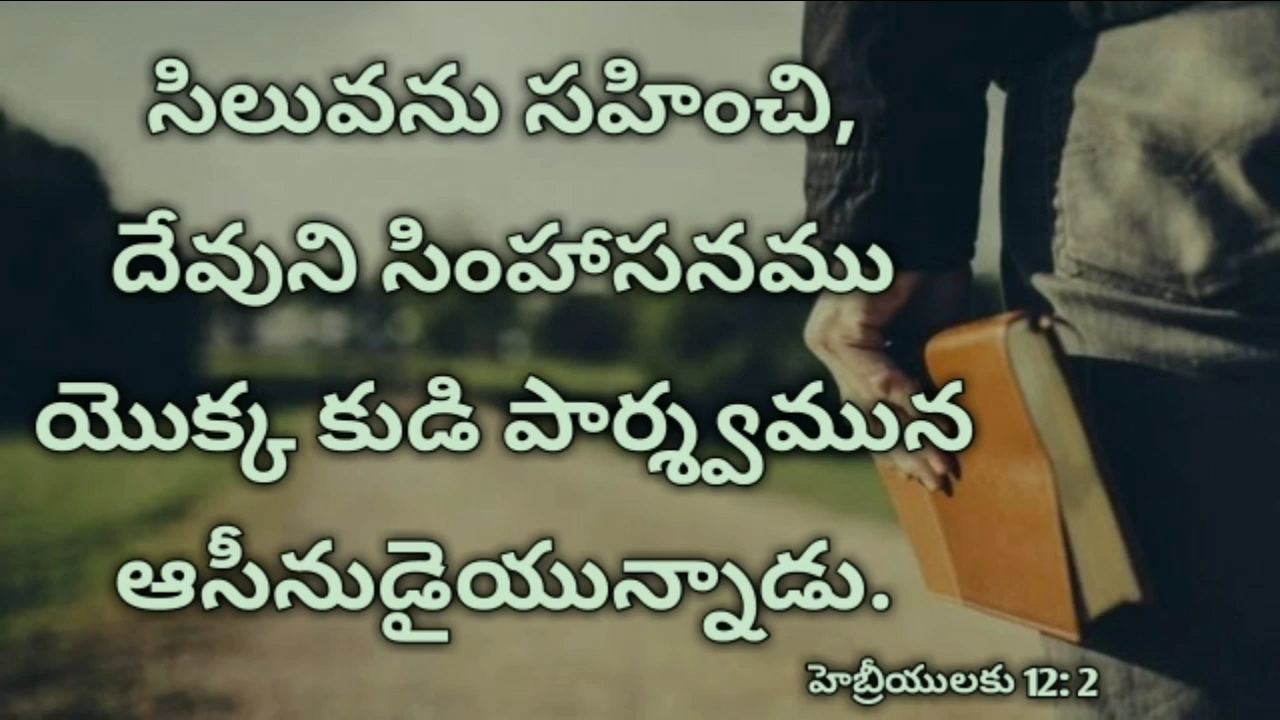 సిలువను సహించి,
దేవుని సింహాసనము
యొక్క కుడి పార్శ్వమున
ఆసీనుడైయున్నాడు.
హెబ్రీయులకు 12: 2